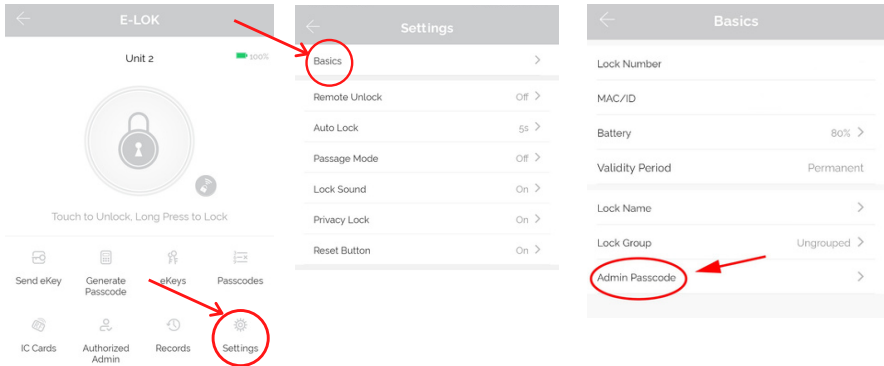 E-LOK
Unit 2
100%
Touch to Unlock, Long Press to Lock
Send eKey
Generate
Passcode
eKeys
Passcodes
IC Cards
Authorized
Admin
Records
Settings
Settings
Basics
Remote Unlock Off
Auto Lock 5s
Passage Mode Off
Lock Sound On
Privacy Lock On
Reset Button On
Basics
Lock Number
MAC/ID
Battery 80%
Validity Period Permanent
Lock Name
Lock Group Ungrouped
Admin Passcode